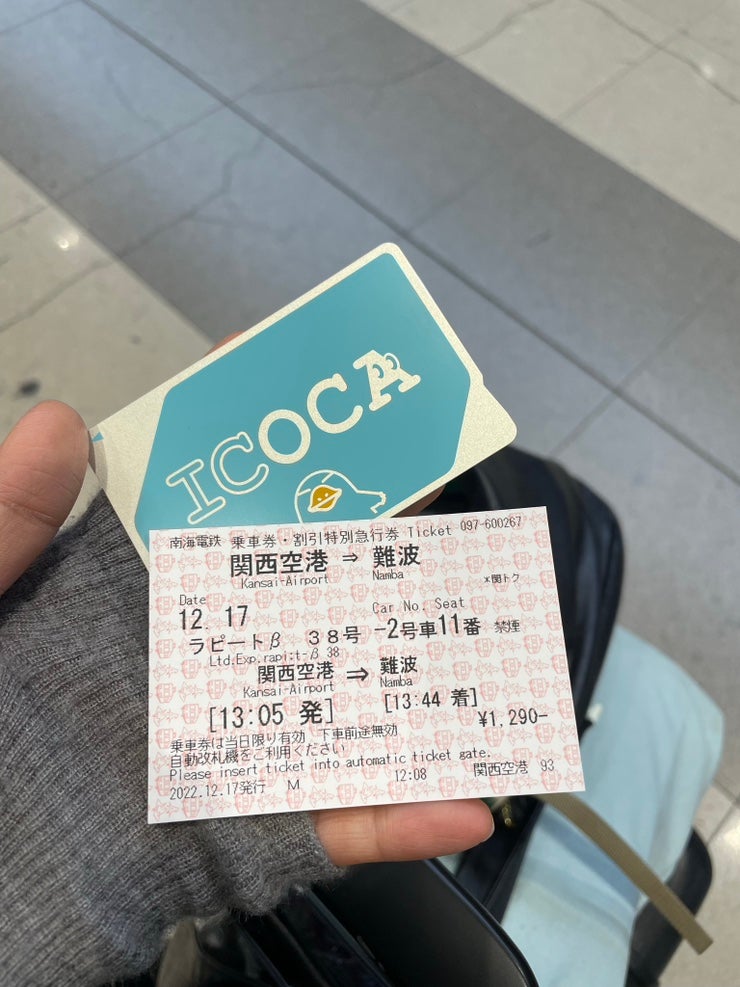 ICOCA
南海電鉄 乗車券・割引特別急行券 Ticket 097-600267
関西空港 ⇒ 難波
Kansai-Airport Namba
*関トク
Date Car No. Seat
12.17 -2号車11番 禁煙
ラピートβ 38号
Ltd.Exp.rapi:t-β 38
関西空港 ⇒ 難波
Kansai-Airport Namba
[13:05 発] [13:44 着]
¥1,290-
乗車券は当日限り有効 下車前途無効
自動改札機をご利用ください
Please insert ticket into automatic ticket gate.
2022.12.17発行 M 12:08 関西空港 93